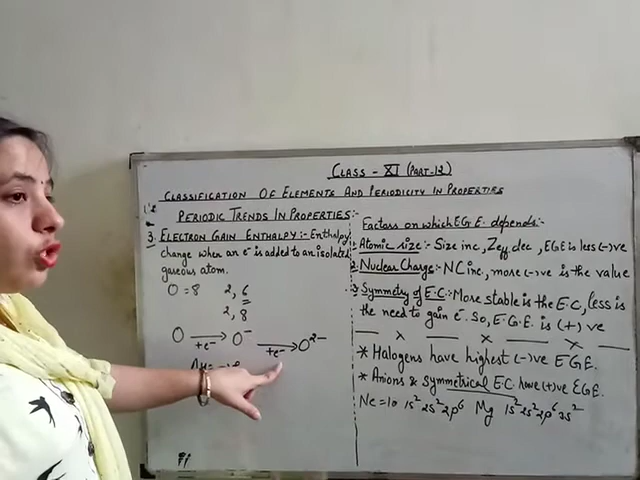 CLASS - XI (PART-12)
CLASSIFICATION OF ELEMENTS AND PERIODICITY IN PROPERTIES
PERIODIC TRENDS IN PROPERTIES:-
3. ELECTRON GAIN ENTHALPY:- Enthalpy
change when an e⁻ is added to an isolated
gaseous atom.
O = 8 2, 6
2, 8
O +e⁻ → O⁻ +e⁻ → O²⁻
Factors on which E.G.E. depends:-
1. Atomic size:- Size inc, Zeff dec, EGE is less (-)ve
2. Nuclear Charge:- NC inc, more (-)ve is the value
3. Symmetry of E.C:- More stable is the E.C, less is
the need to gain e⁻. So, E.G.E. is (+) ve
— x — x — x —
* Halogens have highest (-)ve EGE.
* Anions & symmetrical E.C. have (+)ve EGE.
Ne = 10 1s² 2s² 2p⁶ Mg 1s² 2s² 2p⁶ 3s²